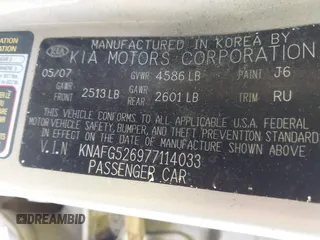 MANUFACTURED IN KOREA BY
KIA KIA MOTORS CORPORATION
05/07 GVWR 4586 LB PAINT J6
GAWR FRONT 2513 LB GAWR REAR 2601 LB TRIM RU
THIS VEHICLE CONFORMS TO ALL APPLICABLE U.S.A. FEDERAL
MOTOR VEHICLE SAFETY, BUMPER, AND THEFT PREVENTION
STANDARDS IN EFFECT ON THE DATE OF MANUFACTURE SHOWN ABOVE.
V.I.N KNAFG526977114033
PASSENGER CAR
DREAMBID